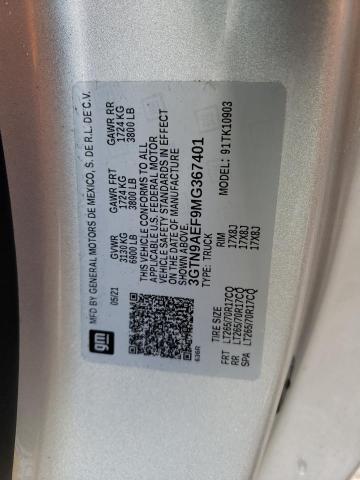 MFD BY GENERAL MOTORS DE MEXICO, S. DE R.L. DE C.V.
05/21
GVWR GAWR FRT GAWR RR
3130 KG 1724 KG 1724 KG
6900 LB 3800 LB 3800 LB
THIS VEHICLE CONFORMS TO ALL
APPLICABLE U.S. FEDERAL MOTOR
VEHICLE SAFETY STANDARDS IN EFFECT
ON THE DATE OF MANUFACTURE
SHOWN ABOVE.
3GTN9AEF9MG367401
TYPE: TRUCK MODEL: 91TK10903
gm
636R
TIRE SIZE RIM
FRT LT265/70R17CQ 17X8J
RR LT265/70R17CQ 17X8J
SPA LT265/70R17CQ 17X8J